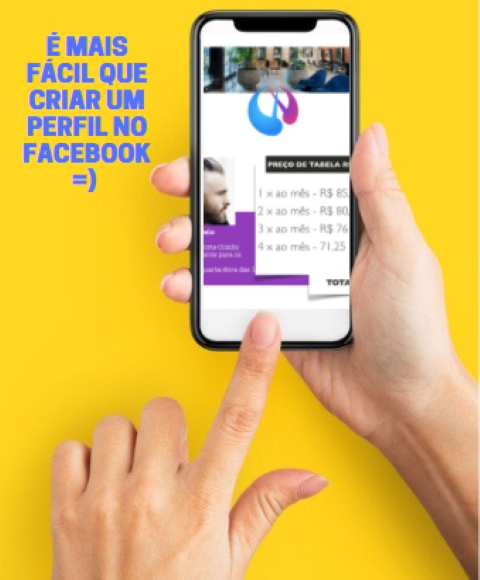 É MAIS
FÁCIL QUE
CRIAR UM
PERFIL NO
FACEBOOK
=)
PREÇO DE TABELA R$
1 x ao mês - R$ 85,
2 x ao mês - R$ 80,
3 x ao mês - R$ 76
4 x ao mês - 71,25
TOTA